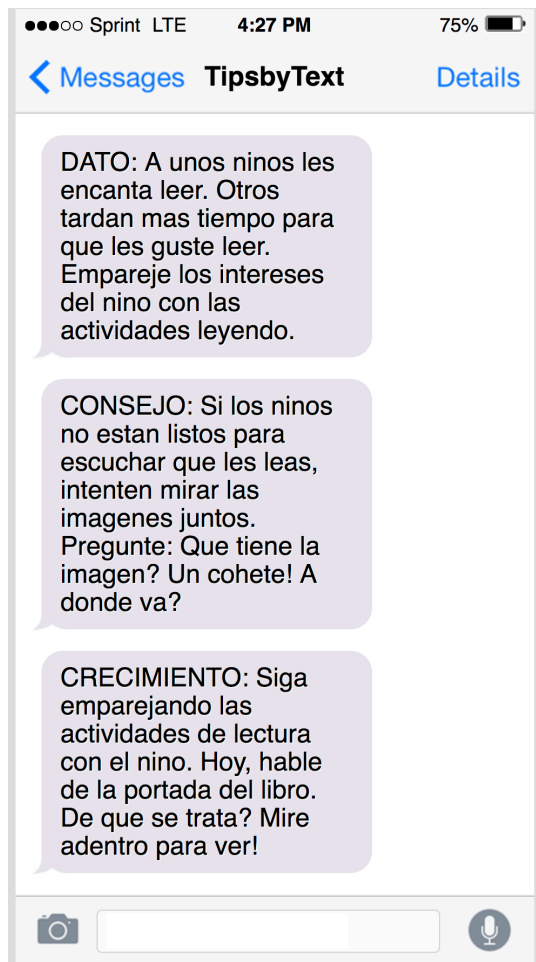 Sprint LTE 4:27 PM 75%
Messages TipsbyText Details
DATO: A unos ninos les
encanta leer. Otros
tardan mas tiempo para
que les guste leer.
Empareje los intereses
del nino con las
actividades leyendo.
CONSEJO: Si los ninos
no estan listos para
escuchar que les leas,
intenten mirar las
imagenes juntos.
Pregunte: Que tiene la
imagen? Un cohete! A
donde va?
CRECIMIENTO: Siga
emparejando las
actividades de lectura
con el nino. Hoy, hable
de la portada del libro.
De que se trata? Mire
adentro para ver!